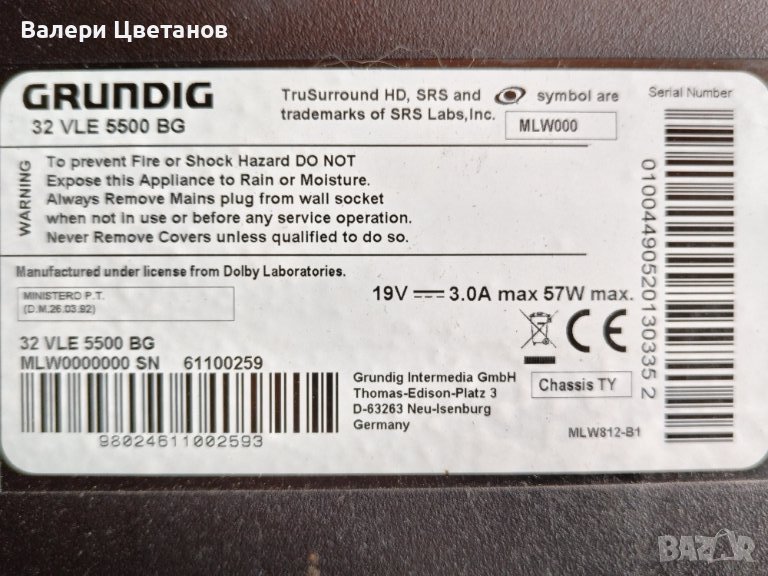 Валери Цветанов
GRUNDIG
32 VLE 5500 BG
TruSurround HD, SRS and symbol are
trademarks of SRS Labs,Inc.
MLW000
Serial Number
WARNING
To prevent Fire or Shock Hazard DO NOT
Expose this Appliance to Rain or Moisture.
Always Remove Mains plug from wall socket
when not in use or before any service operation.
Never Remove Covers unless qualified to do so.
Manufactured under license from Dolby Laboratories.
MINISTERO P.T.
(D.M.26.03.92)
19V 3.0A max 57W max.
32 VLE 5500 BG
MLW0000000 SN 61100259
98024611002593
Grundig Intermedia GmbH
Thomas-Edison-Platz 3
D-63263 Neu-Isenburg
Germany
CE
Chassis TY
MLW812-B1
01004490520130335 2
BAZAR